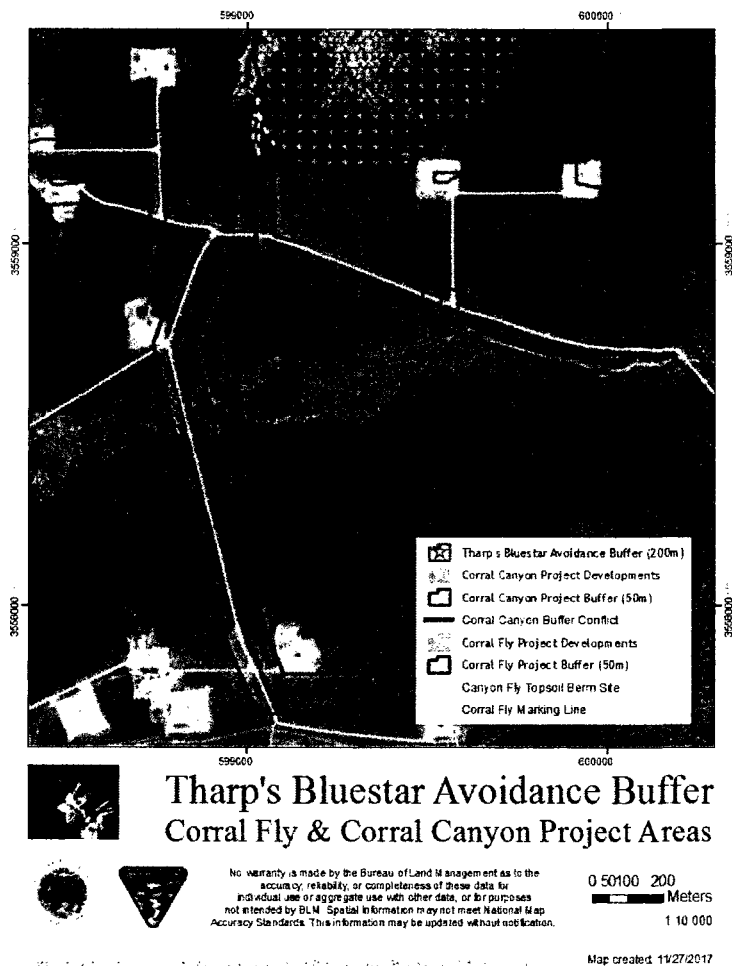 599000
600000
3559000
3559000
3558000
3558000
Tharp's Bluestar Avoidance Buffer (200m)
Corral Canyon Project Developments
Corral Canyon Project Buffer (50m)
Corral Canyon Buffer Conflict
Corral Fly Project Developments
Corral Fly Project Buffer (50m)
Canyon Fly Topsoil Berm Site
Corral Fly Marking Line
599000
600000
Tharp's Bluestar Avoidance Buffer
Corral Fly & Corral Canyon Project Areas
No warranty is made by the Bureau of Land Management as to the
accuracy, reliability, or completeness of these data for
individual use or aggregate use with other data, or for purposes
not intended by BLM. Spatial information may not meet National Map
Accuracy Standards. This information may be updated without notification.
0 50100 200
Meters
1 10 000
Map created: 11/27/2017